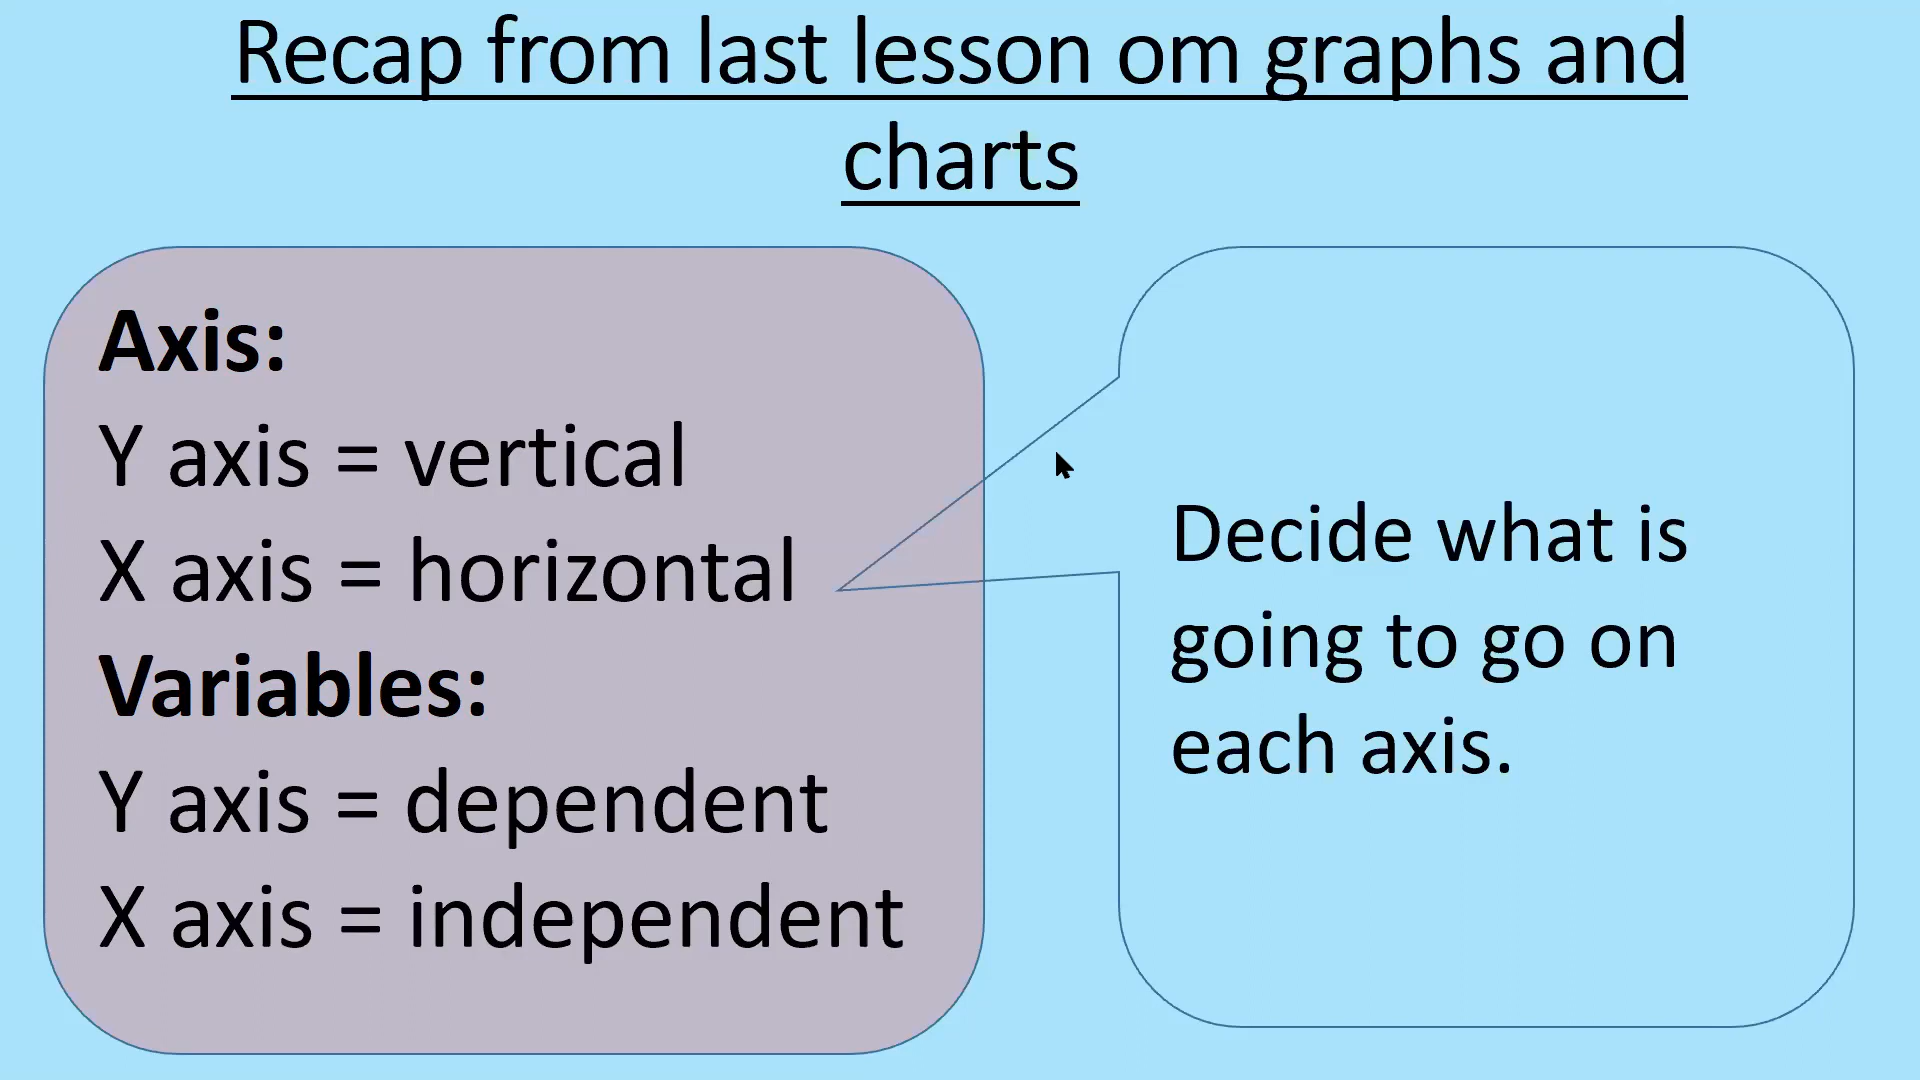 Recap from last lesson om graphs and
charts
Axis:
Y axis = vertical
X axis = horizontal
Variables:
Y axis = dependent
X axis = independent
Decide what is
going to go on
each axis.